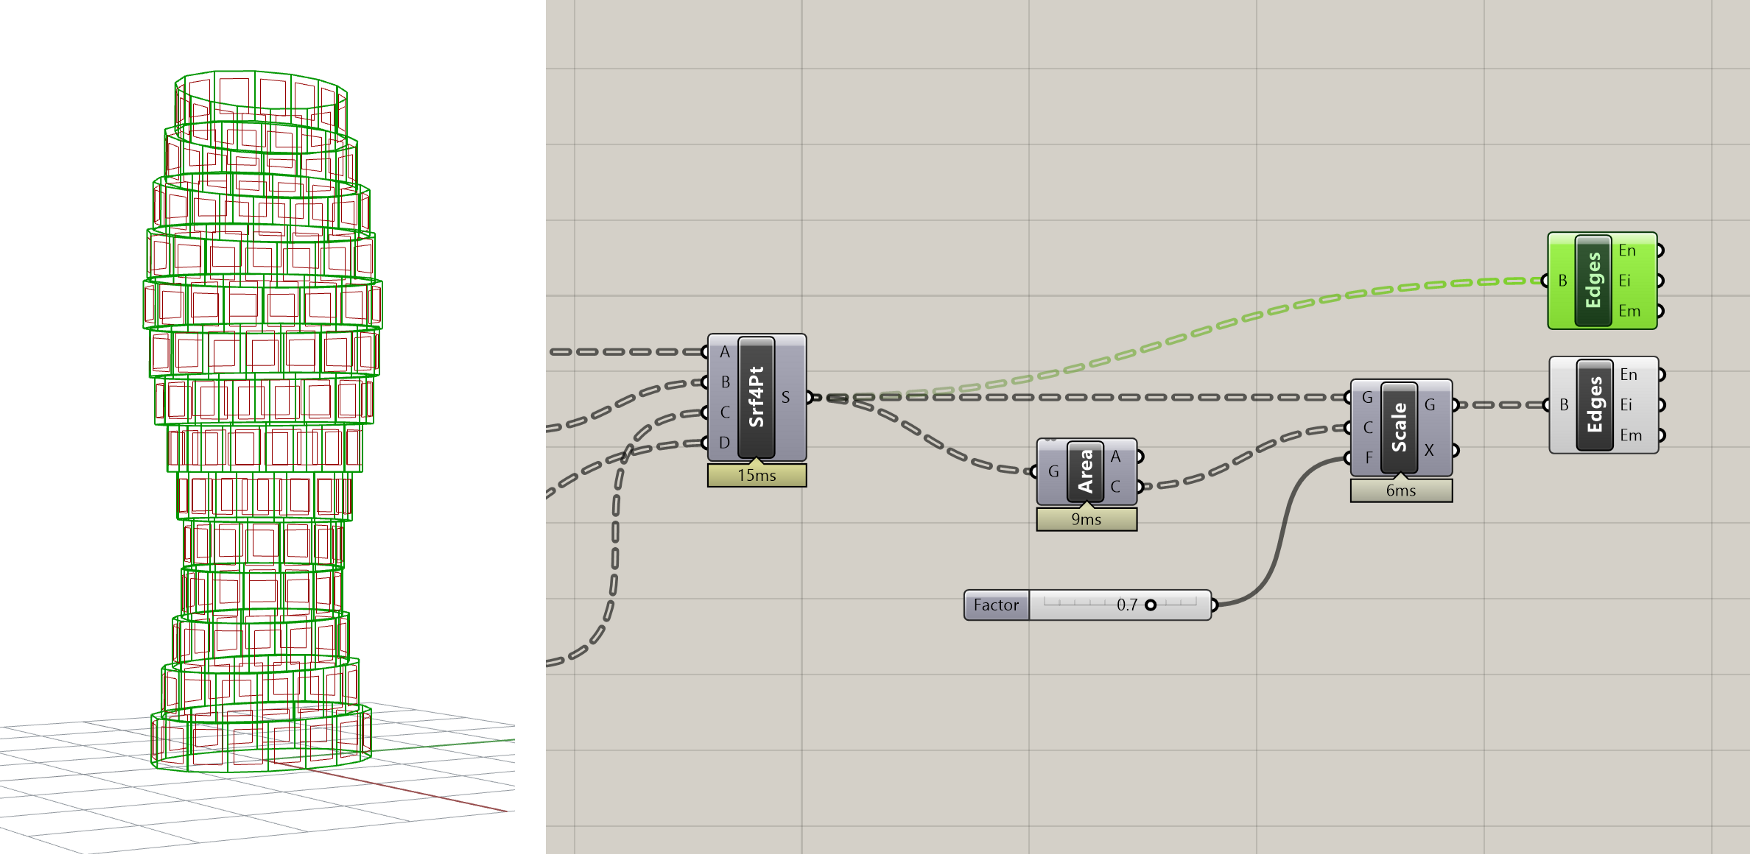 A
B
C
D
Srf4Pt
S
15ms
G
Area
A
C
9ms
Factor
0.7
G
C
F
Scale
G
X
6ms
B
Edges
En
Ei
Em
B
Edges
En
Ei
Em